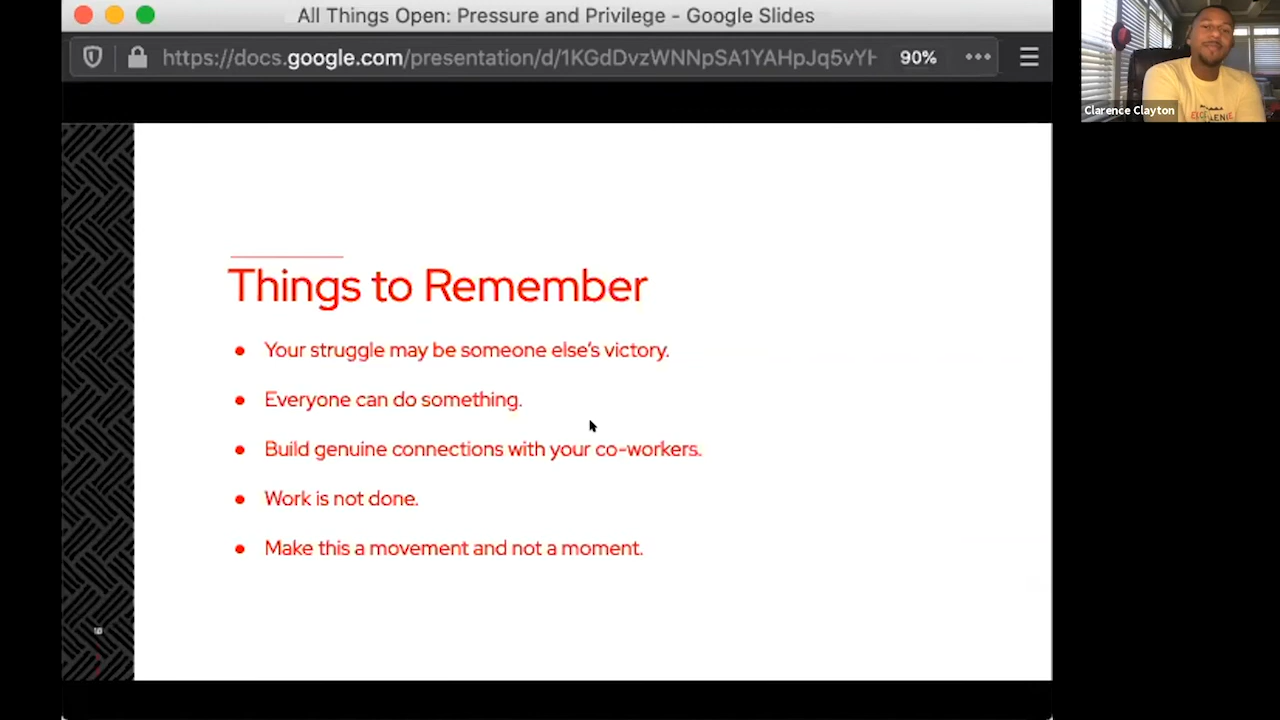 All Things Open: Pressure and Privilege - Google Slides
https://docs.google.com/presentation/d/1KGdDvzWNNpSA1YAHpJq5vYH
90%
Clarence Clayton
Things to Remember
● Your struggle may be someone else's victory.
● Everyone can do something.
● Build genuine connections with your co-workers.
● Work is not done.
● Make this a movement and not a moment.